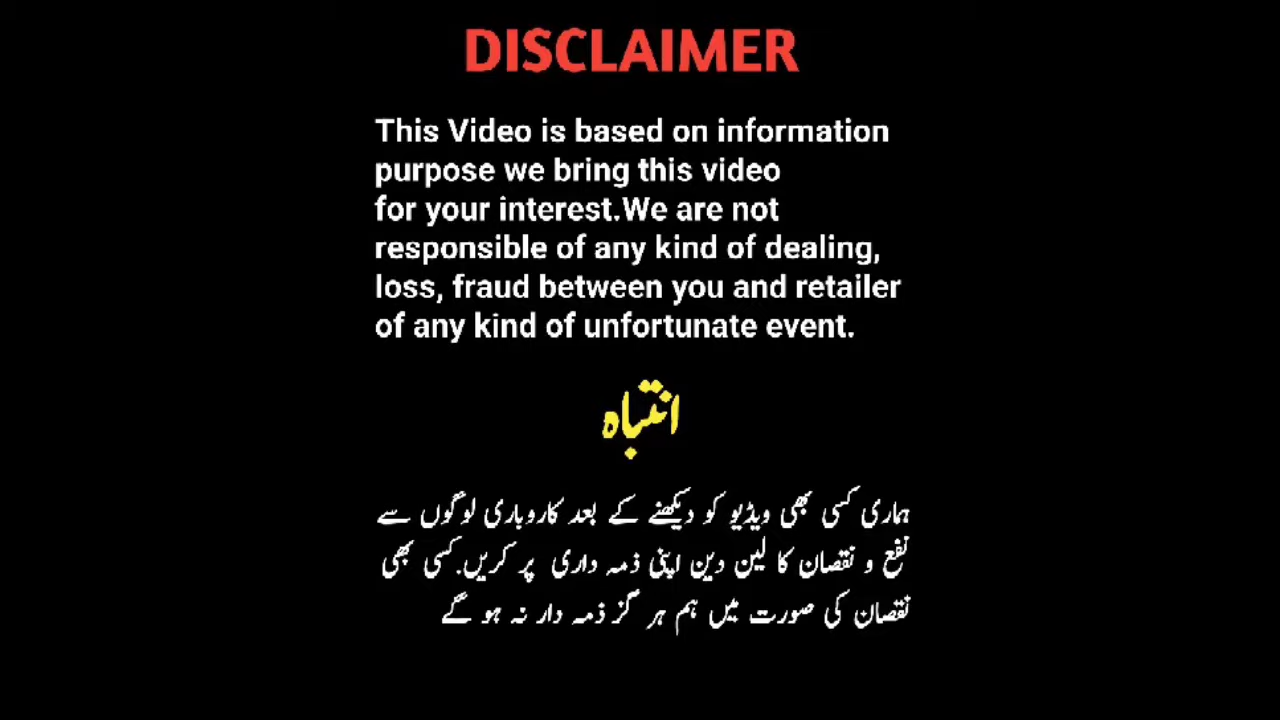 DISCLAIMER
This Video is based on information
purpose we bring this video
for your interest.We are not
responsible of any kind of dealing,
loss, fraud between you and retailer
of any kind of unfortunate event.
انتباہ
ہماری کسی بھی ویڈیو کو دیکھنے کے بعد کاروباری لوگوں سے
نفع و نقصان کا لین دین اپنی ذمہ داری پر کریں.کسی بھی
نقصان کی صورت میں ہم ہر گز ذمہ دار نہ ہو گے